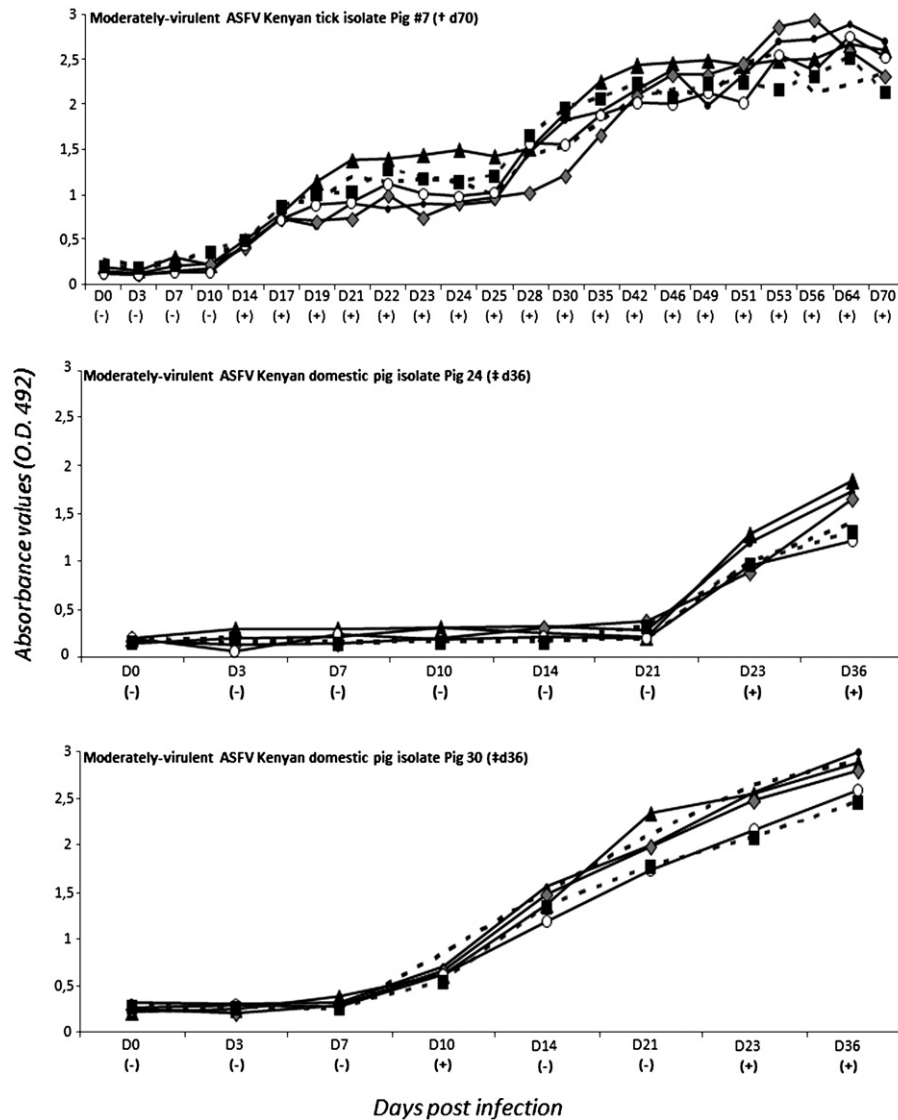 Moderately-virulent ASFV Kenyan tick isolate Pig #7 († d70)
3
2,5
2
1,5
1
0,5
0
D0 D3 D7 D10 D14 D17 D19 D21 D22 D23 D24 D25 D28 D30 D35 D42 D46 D49 D51 D53 D56 D64 D70
(-) (-) (-) (-) (+) (+) (+) (+) (+) (+) (+) (+) (+) (+) (+) (+) (+) (+) (+) (+) (+) (+) (+)
Absorbance values (O.D. 492)
Moderately-virulent ASFV Kenyan domestic pig isolate Pig 24 (‡ d36)
3
2,5
2
1,5
1
0,5
0
D0 D3 D7 D10 D14 D21 D23 D36
(-) (-) (-) (-) (-) (-) (+) (+)
Moderately-virulent ASFV Kenyan domestic pig isolate Pig 30 (‡d36)
3
2,5
2
1,5
1
0,5
0
D0 D3 D7 D10 D14 D21 D23 D36
(-) (-) (-) (+) (-) (-) (+) (+)
Days post infection